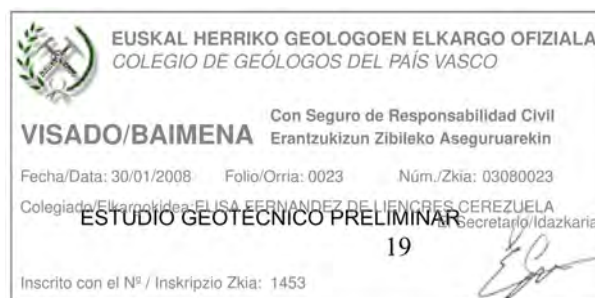 EUSKAL HERRIKO GEOLOGOEN ELKARGO OFIZIALA
COLEGIO DE GEÓLOGOS DEL PAÍS VASCO
VISADO/BAIMENA
Con Seguro de Responsabilidad Civil
Erantzukizun Zibileko Aseguruarekin
Fecha/Data: 30/01/2008 Folio/Orria: 0023 Núm./Zkia: 03080023
Colegiado/Elkargokidea: ELISA FERNANDEZ DE LIENCRES CEREZUELA
El Secretario/Idazkaria
ESTUDIO GEOTÉCNICO PRELIMINAR
19
Inscrito con el Nº / Inskripzio Zkia: 1453